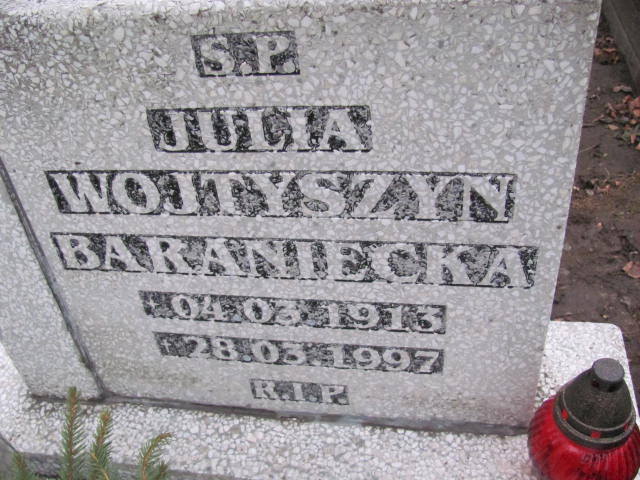 S.P.
JULIA
WOJTYSZYN
BARANIECKA
* 04.03.1913
† 28.03.1997
R.I.P.